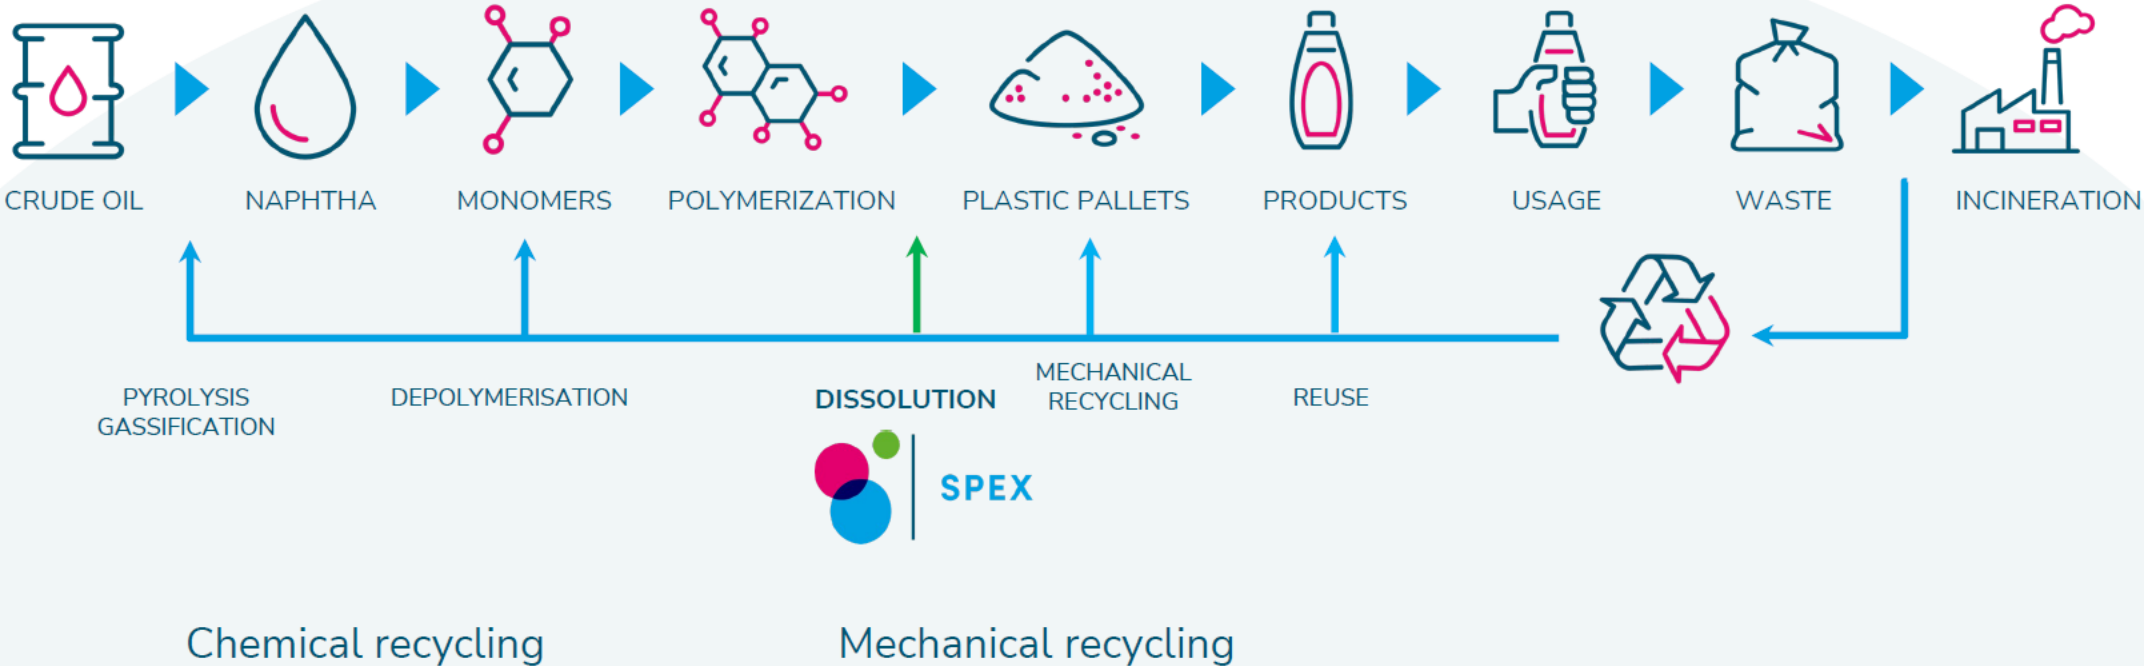 CRUDE OIL
NAPHTHA
MONOMERS
POLYMERIZATION
PLASTIC PALLETS
PRODUCTS
USAGE
WASTE
INCINERATION
PYROLYSIS
GASSIFICATION
DEPOLYMERISATION
DISSOLUTION
MECHANICAL
RECYCLING
REUSE
SPEX
Chemical recycling
Mechanical recycling